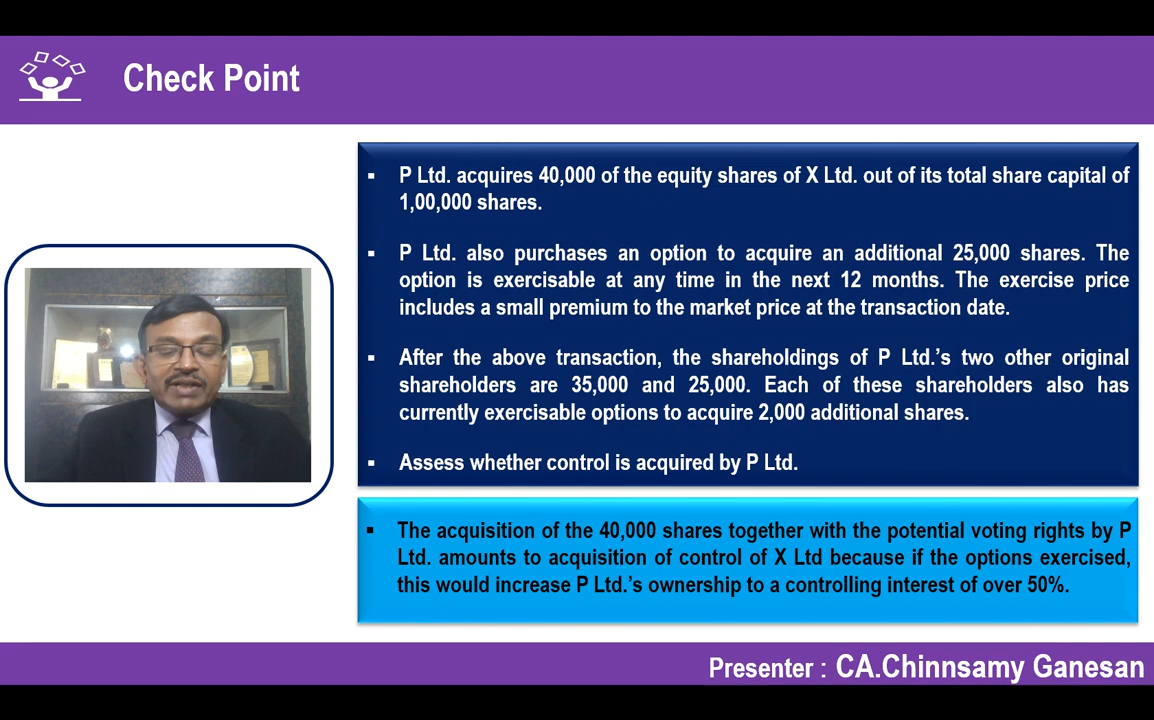 Check Point
▪ P Ltd. acquires 40,000 of the equity shares of X Ltd. out of its total share capital of
1,00,000 shares.
▪ P Ltd. also purchases an option to acquire an additional 25,000 shares. The
option is exercisable at any time in the next 12 months. The exercise price
includes a small premium to the market price at the transaction date.
▪ After the above transaction, the shareholdings of P Ltd.'s two other original
shareholders are 35,000 and 25,000. Each of these shareholders also has
currently exercisable options to acquire 2,000 additional shares.
▪ Assess whether control is acquired by P Ltd.
▪ The acquisition of the 40,000 shares together with the potential voting rights by P
Ltd. amounts to acquisition of control of X Ltd because if the options exercised,
this would increase P Ltd.'s ownership to a controlling interest of over 50%.
Presenter : CA.Chinnsamy Ganesan